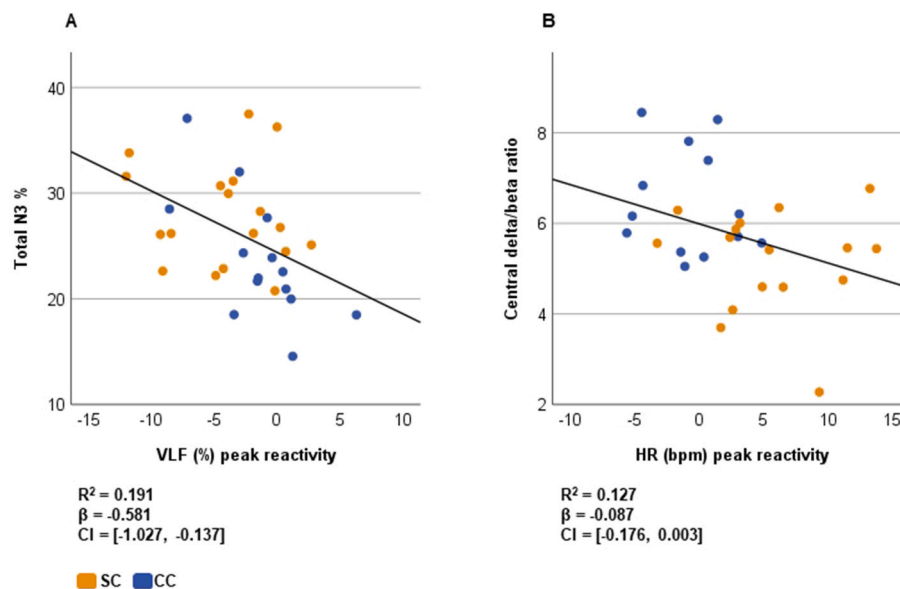 A
Total N3 %
40
30
20
10
-15 -10 -5 0 5 10
VLF (%) peak reactivity
R² = 0.191
β = -0.581
CI = [-1.027, -0.137]
B
Central delta/beta ratio
8
6
4
2
-10 -5 0 5 10 15
HR (bpm) peak reactivity
R² = 0.127
β = -0.087
CI = [-0.176, 0.003]
SC CC